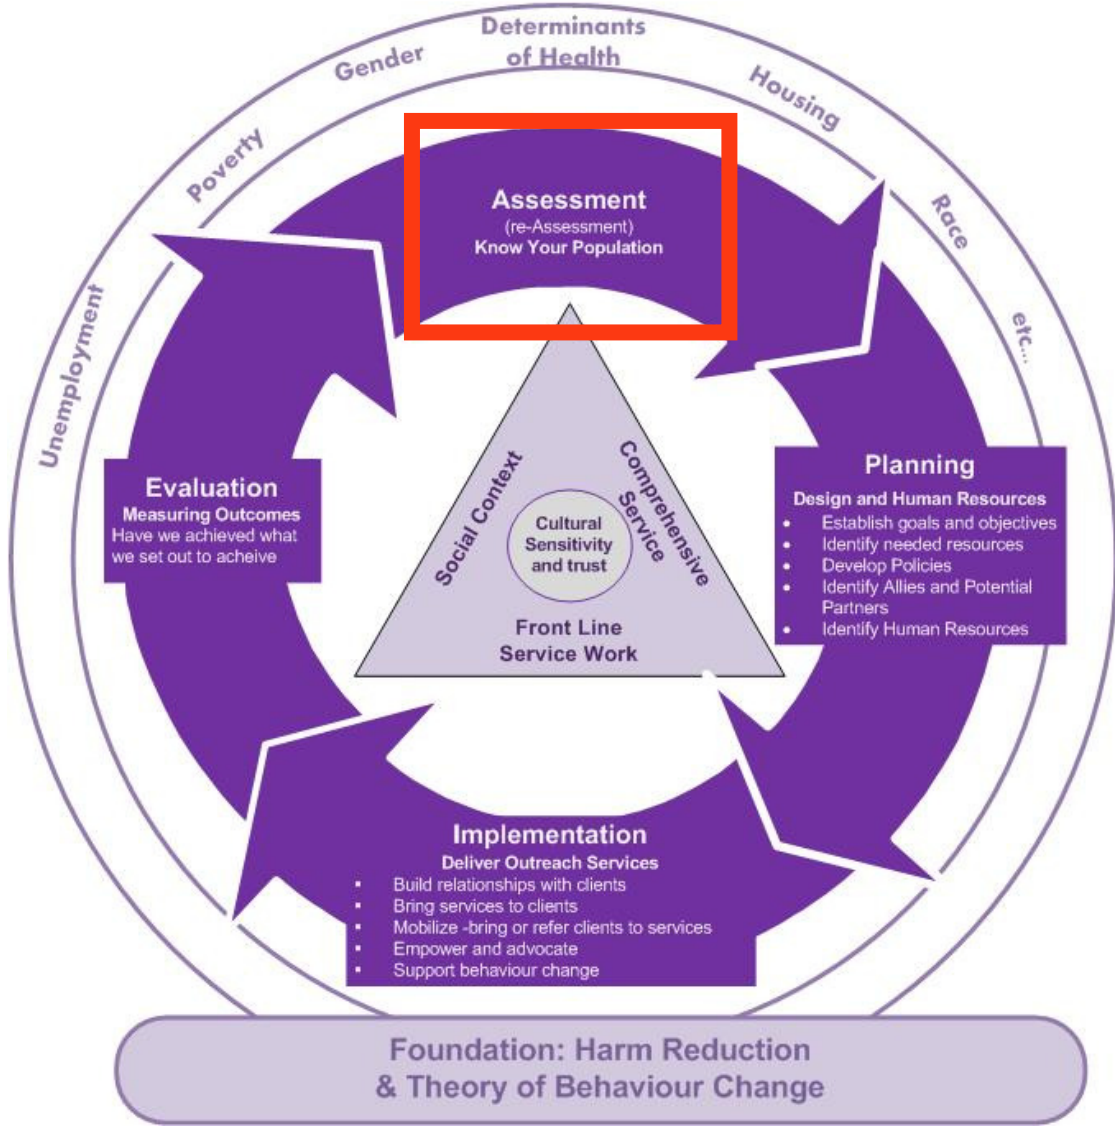 Determinants
of Health
Gender
Housing
Poverty
Race
Unemployment
etc...
Assessment
(re-Assessment)
Know Your Population
Planning
Design and Human Resources
• Establish goals and objectives
• Identify needed resources
• Develop Policies
• Identify Allies and Potential
Partners
• Identify Human Resources
Evaluation
Measuring Outcomes
Have we achieved what
we set out to acheive
Social Context
Comprehensive
Service
Cultural
Sensitivity
and trust
Front Line
Service Work
Implementation
Deliver Outreach Services
▪ Build relationships with clients
▪ Bring services to clients
▪ Mobilize -bring or refer clients to services
▪ Empower and advocate
▪ Support behaviour change
Foundation: Harm Reduction
& Theory of Behaviour Change